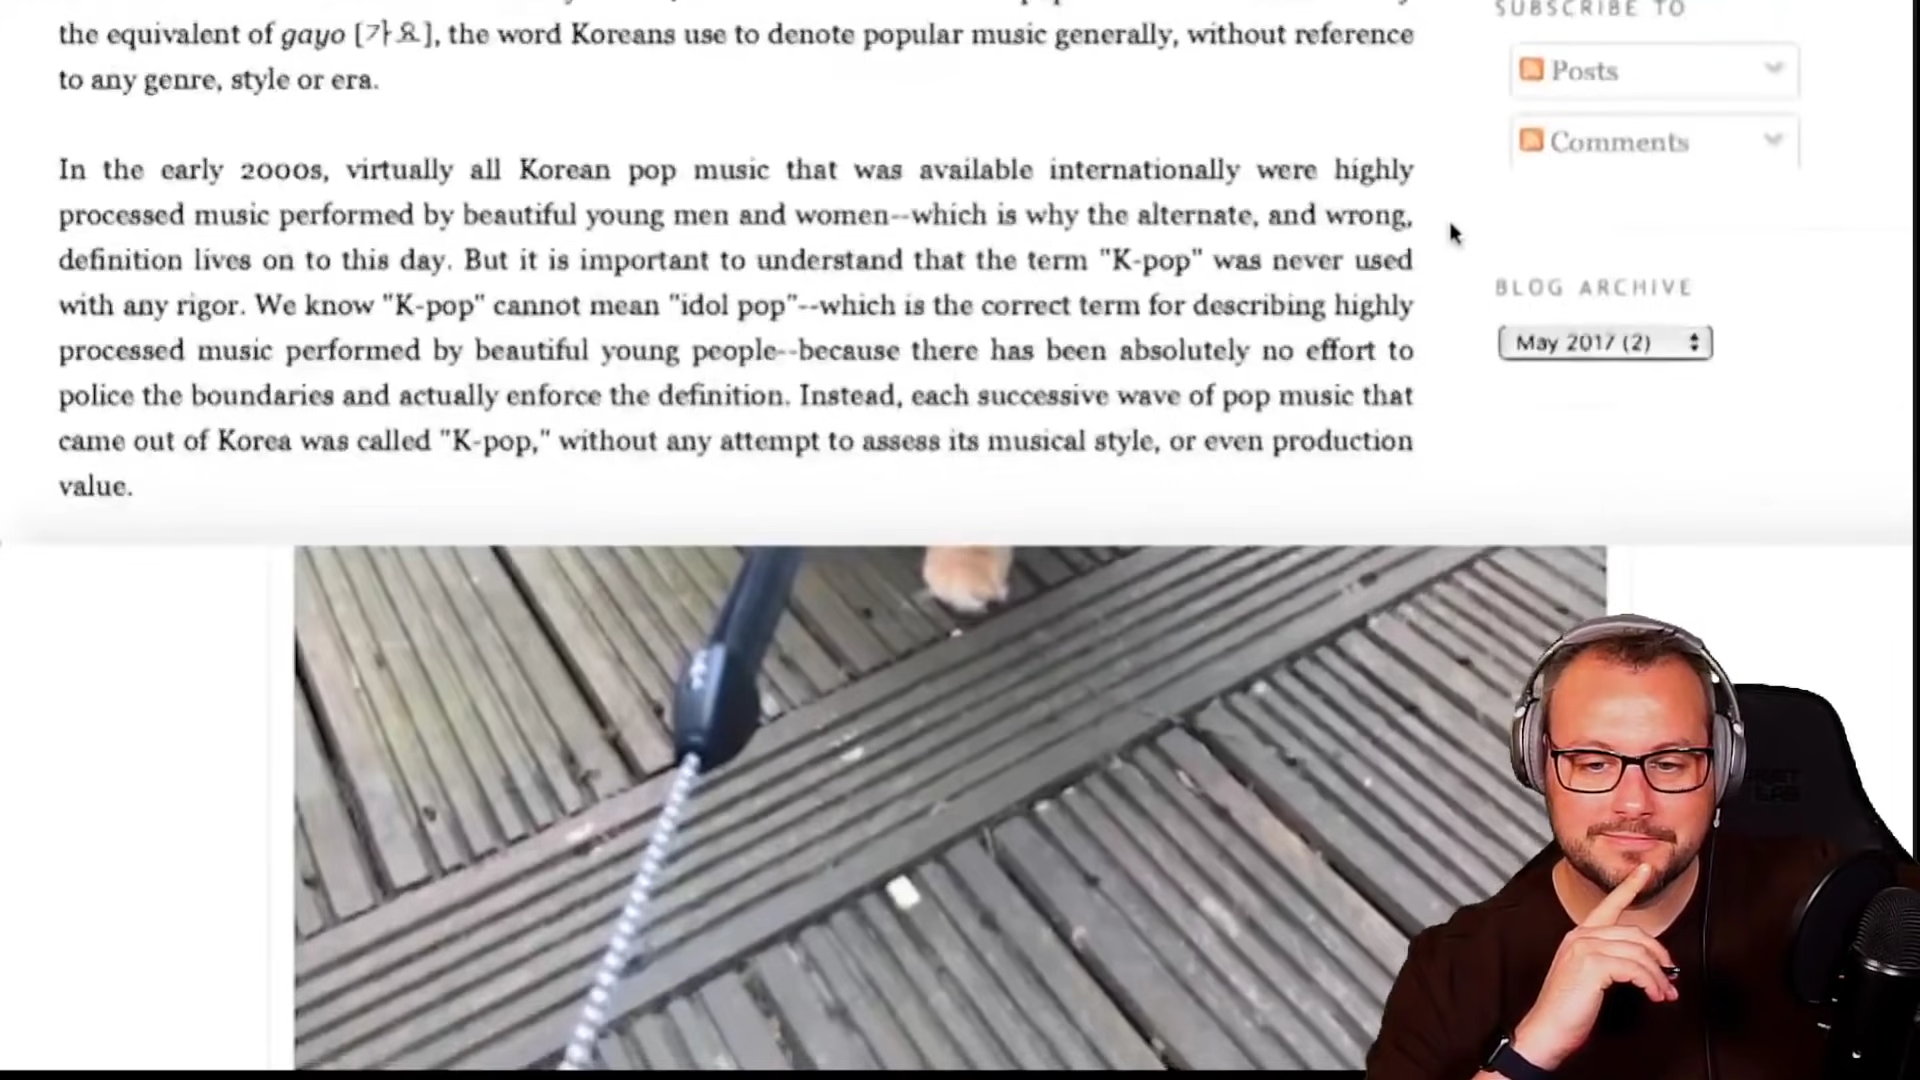 the equivalent of gayo [가요], the word Koreans use to denote popular music generally, without reference
to any genre, style or era.
In the early 2000s, virtually all Korean pop music that was available internationally were highly
processed music performed by beautiful young men and women--which is why the alternate, and wrong,
definition lives on to this day. But it is important to understand that the term "K-pop" was never used
with any rigor. We know "K-pop" cannot mean "idol pop"--which is the correct term for describing highly
processed music performed by beautiful young people--because there has been absolutely no effort to
police the boundaries and actually enforce the definition. Instead, each successive wave of pop music that
came out of Korea was called "K-pop," without any attempt to assess its musical style, or even production
value.
SUBSCRIBE TO
Posts
Comments
BLOG ARCHIVE
May 2017 (2)